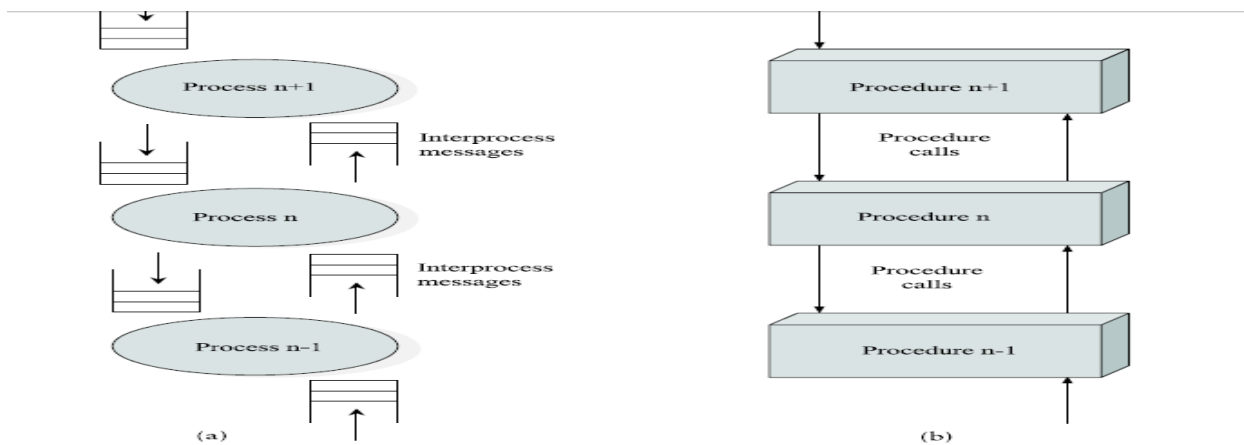 Process n+1
Interprocess
messages
Process n
Interprocess
messages
Process n-1
(a)
Procedure n+1
Procedure
calls
Procedure n
Procedure
calls
Procedure n-1
(b)